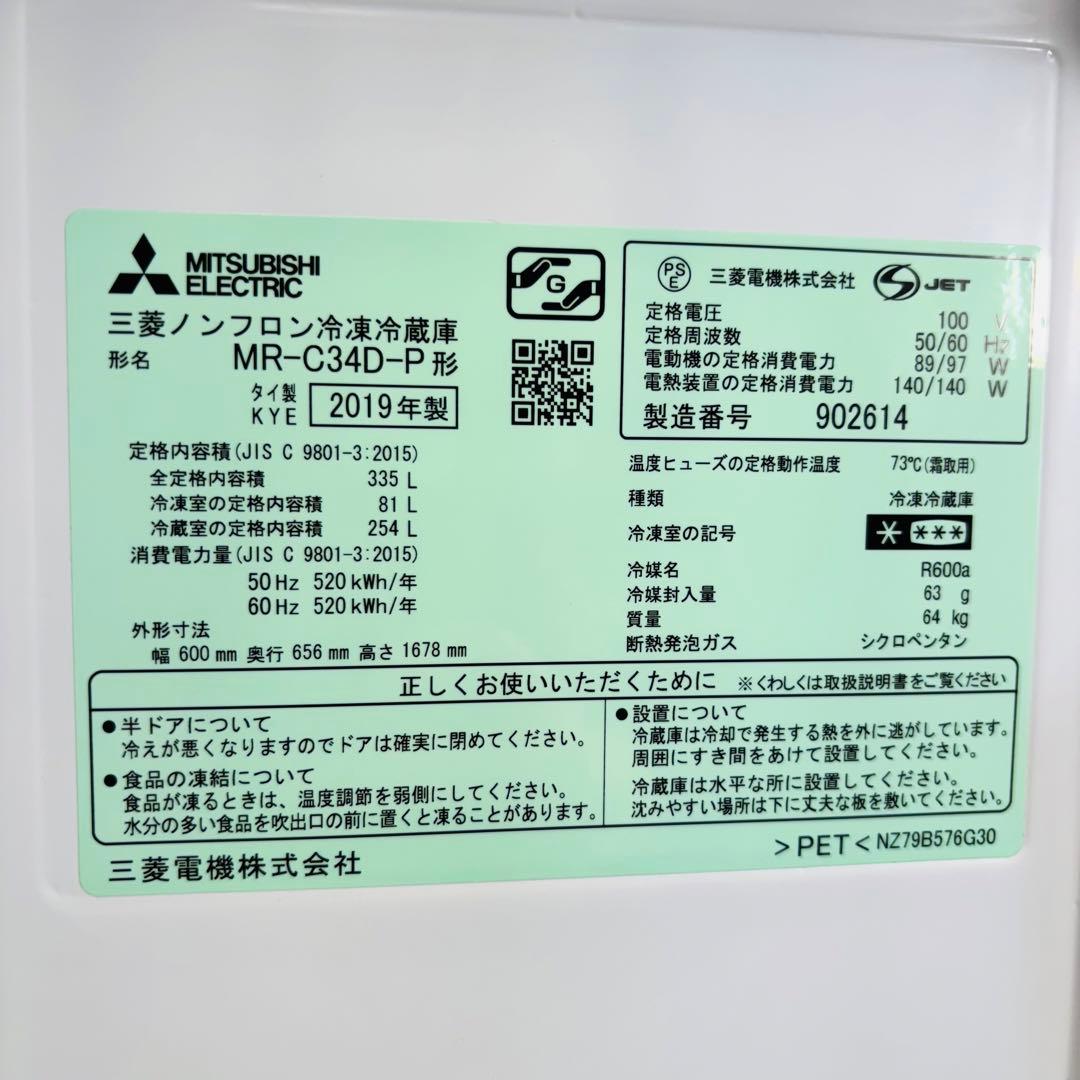 MITSUBISHI
ELECTRIC
三菱ノンフロン冷凍冷蔵庫
形名 MR-C34D-P形
タイ製
KYE 2019年製
定格内容積(JIS C 9801-3:2015)
全定格内容積 335 L
冷凍室の定格内容積 81 L
冷蔵室の定格内容積 254 L
消費電力量(JIS C 9801-3:2015)
50Hz 520kWh/年
60Hz 520kWh/年
外形寸法
幅 600mm 奥行 656mm 高さ 1678mm
G
PS
E
三菱電機株式会社
S JET
定格電圧 100 V
定格周波数 50/60 Hz
電動機の定格消費電力 89/97 W
電熱装置の定格消費電力 140/140 W
製造番号 902614
温度ヒューズの定格動作温度 73℃(霜取用)
種類 冷凍冷蔵庫
冷凍室の記号 * ***
冷媒名 R600a
冷媒封入量 63 g
質量 64 kg
断熱発泡ガス シクロペンタン
正しくお使いいただくために ※くわしくは取扱説明書をご覧ください
●半ドアについて
冷えが悪くなりますのでドアは確実に閉めてください。
●食品の凍結について
食品が凍るときは、温度調節を弱側にしてください。
水分の多い食品を吹出口の前に置くと凍ることがあります。
●設置について
冷蔵庫は冷却で発生する熱を外に逃がしています。
周囲にすき間をあけて設置してください。
冷蔵庫は水平な所に設置してください。
沈みやすい場所は下に丈夫な板を敷いてください。
三菱電機株式会社
>PET< NZ79B576G30